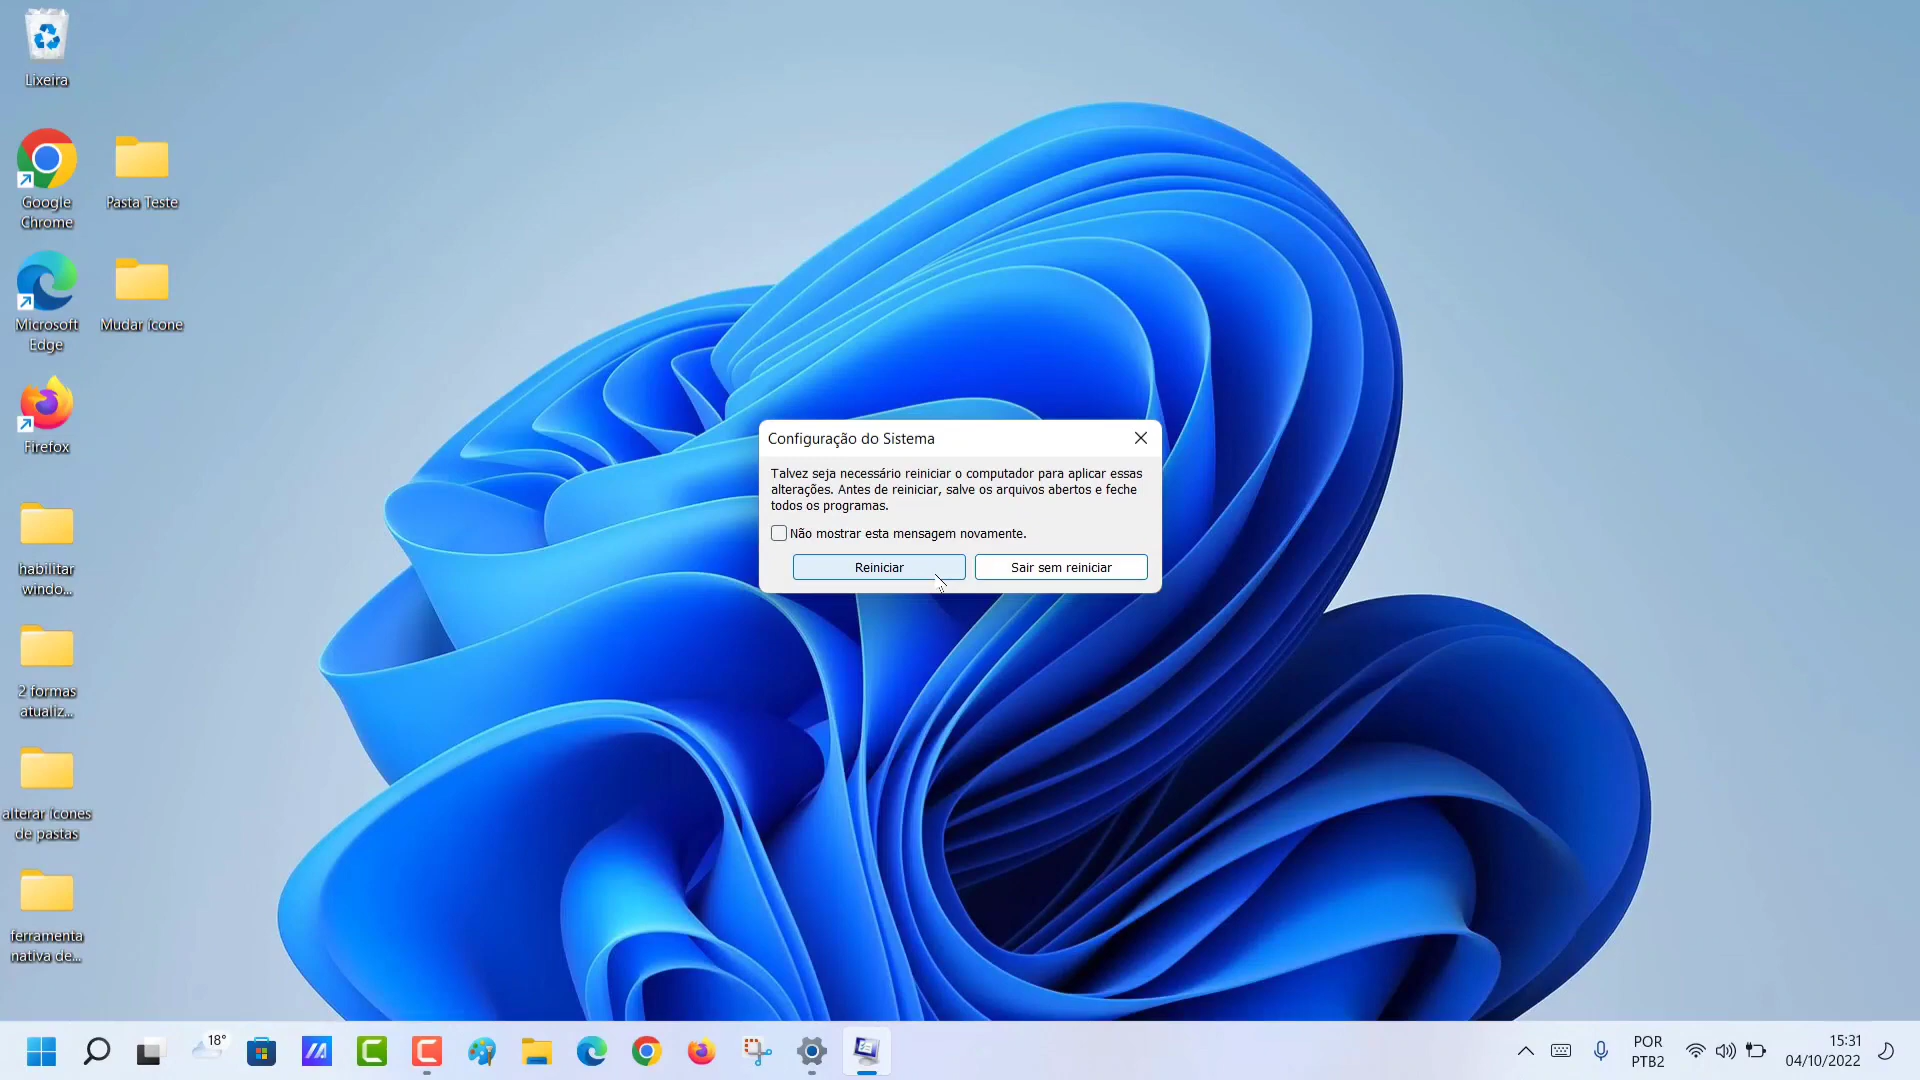 Lixeira
Google
Chrome
Pasta Teste
Microsoft
Edge
Mudar ícone
Firefox
habilitar
windo...
2 formas
atualiz...
alterar ícones
de pastas
ferramenta
nativa de...
Configuração do Sistema
Talvez seja necessário reiniciar o computador para aplicar essas
alterações. Antes de reiniciar, salve os arquivos abertos e feche
todos os programas.
Não mostrar esta mensagem novamente.
Reiniciar
Sair sem reiniciar
18°
POR
PTB2
15:31
04/10/2022